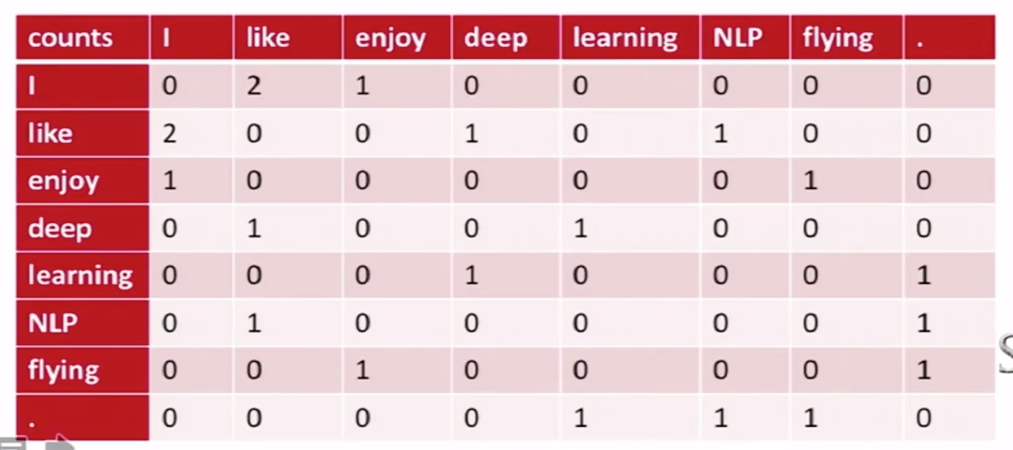 counts I like enjoy deep learning NLP flying .
I 0 2 1 0 0 0 0 0
like 2 0 0 1 0 1 0 0
enjoy 1 0 0 0 0 0 1 0
deep 0 1 0 0 1 0 0 0
learning 0 0 0 1 0 0 0 1
NLP 0 1 0 0 0 0 0 1
flying 0 0 1 0 0 0 0 1
. 0 0 0 0 1 1 1 0